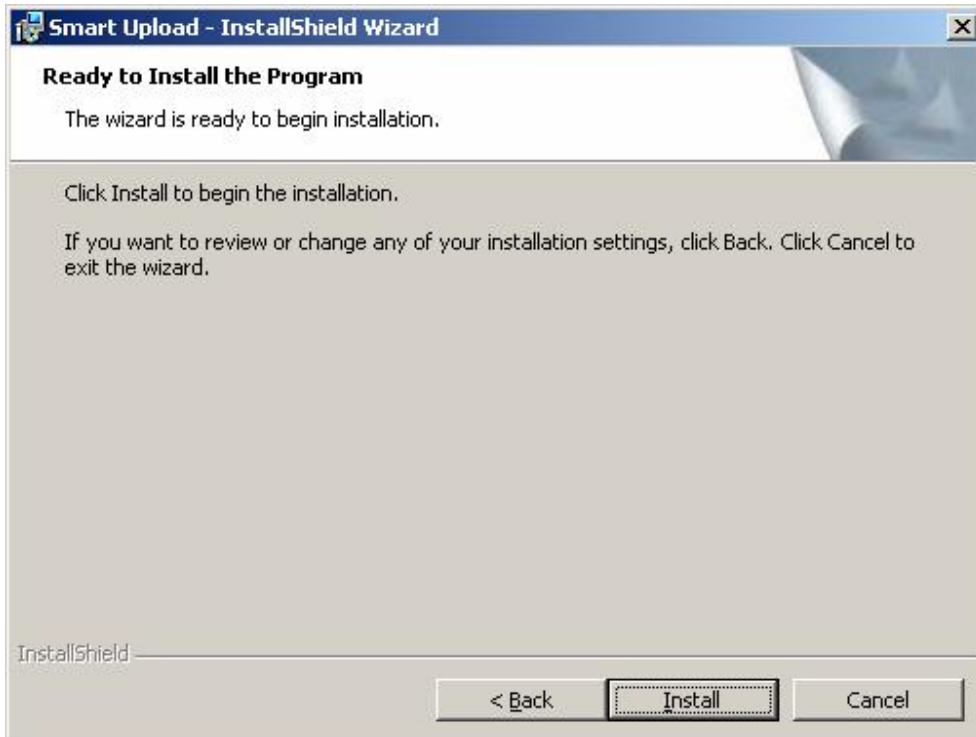 Smart Upload - InstallShield Wizard
Ready to Install the Program
The wizard is ready to begin installation.
Click Install to begin the installation.
If you want to review or change any of your installation settings, click Back. Click Cancel to
exit the wizard.
InstallShield
< Back
Install
Cancel